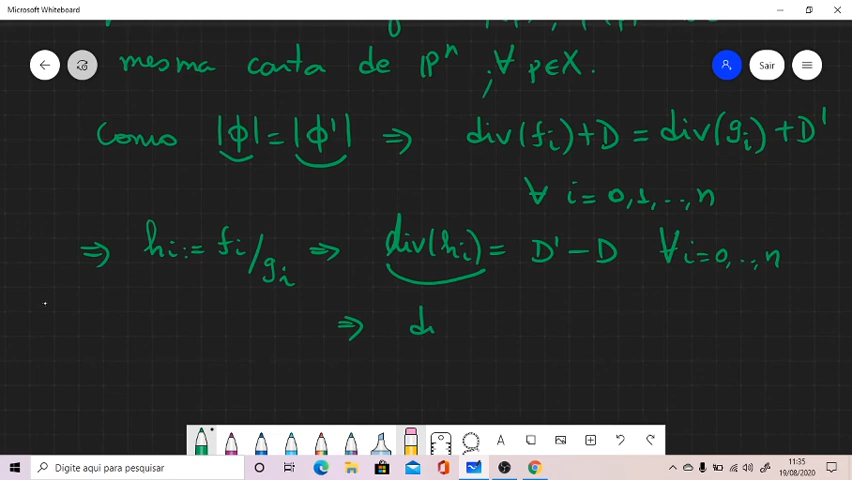 Microsoft Whiteboard
mesma carta de ℙⁿ, ∀ p∈X.
Sair
Como |Φ| = |Φ'| ⇒ div(fi) + D = div(gi) + D'
∀ i = 0,1,..,n
⇒ hi := fi/gi ⇒ div(hi) = D' − D ∀ i=0,..,n
⇒ di
Digite aqui para pesquisar
11:35
19/08/2020